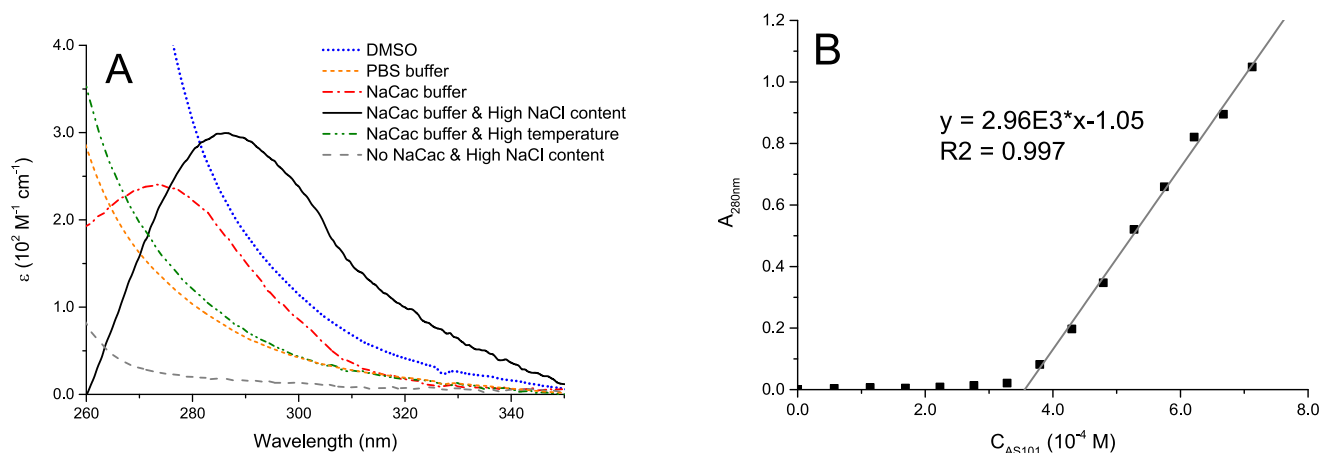 A
DMSO
PBS buffer
NaCac buffer
NaCac buffer & High NaCl content
NaCac buffer & High temperature
No NaCac & High NaCl content
4.0
3.0
2.0
1.0
0.0
ε (10² M⁻¹ cm⁻¹)
260
280
300
320
340
Wavelength (nm)
B
y = 2.96E3*x-1.05
R2 = 0.997
1.2
1.0
0.8
0.6
0.4
0.2
0.0
A280nm
0.0
2.0
4.0
6.0
8.0
CAS101 (10⁻⁴ M)